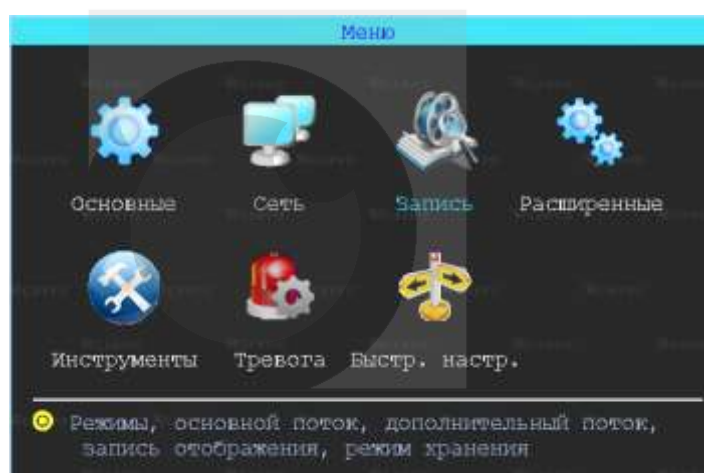 Меню
Основные Сеть Запись Расширенные
Инструменты Тревога Быстр. настр.
Режимы, основной поток, дополнительный поток,
запись отображения, режим хранения